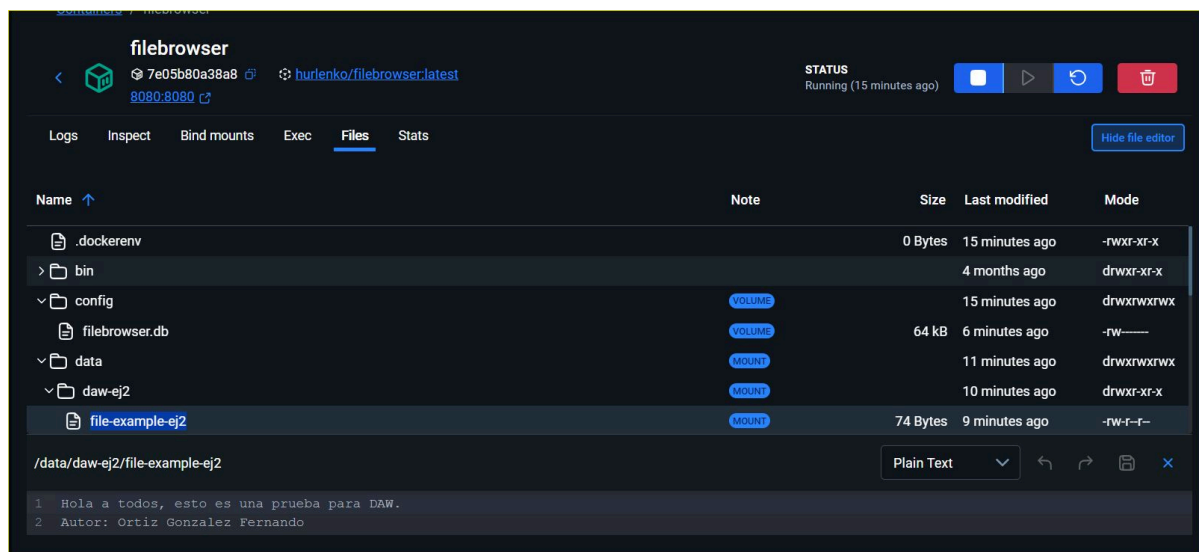 Containers / filebrowser
filebrowser
7e05b80a38a8 hurlenko/filebrowser:latest
8080:8080
STATUS
Running (15 minutes ago)
Logs Inspect Bind mounts Exec Files Stats
Hide file editor
Name Note Size Last modified Mode
.dockerenv 0 Bytes 15 minutes ago -rwxr-xr-x
bin 4 months ago drwxr-xr-x
config VOLUME 15 minutes ago drwxrwxrwx
filebrowser.db VOLUME 64 kB 6 minutes ago -rw-------
data MOUNT 11 minutes ago drwxrwxrwx
daw-ej2 MOUNT 10 minutes ago drwxr-xr-x
file-example-ej2 MOUNT 74 Bytes 9 minutes ago -rw-r--r--
/data/daw-ej2/file-example-ej2 Plain Text
1 Hola a todos, esto es una prueba para DAW.
2 Autor: Ortiz Gonzalez Fernando